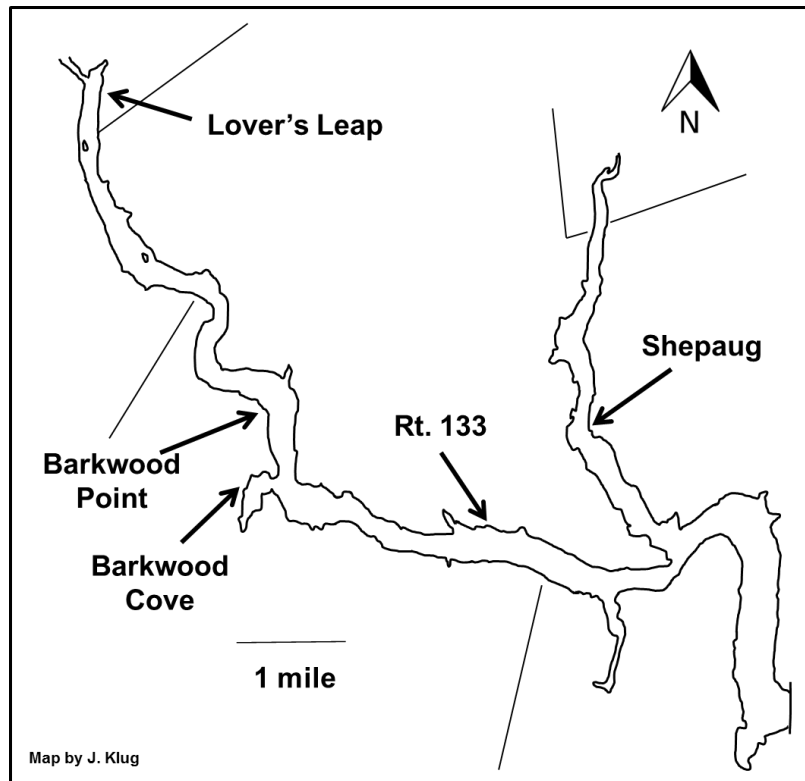 Lover's Leap
N
Shepaug
Rt. 133
Barkwood
Point
Barkwood
Cove
1 mile
Map by J. Klug